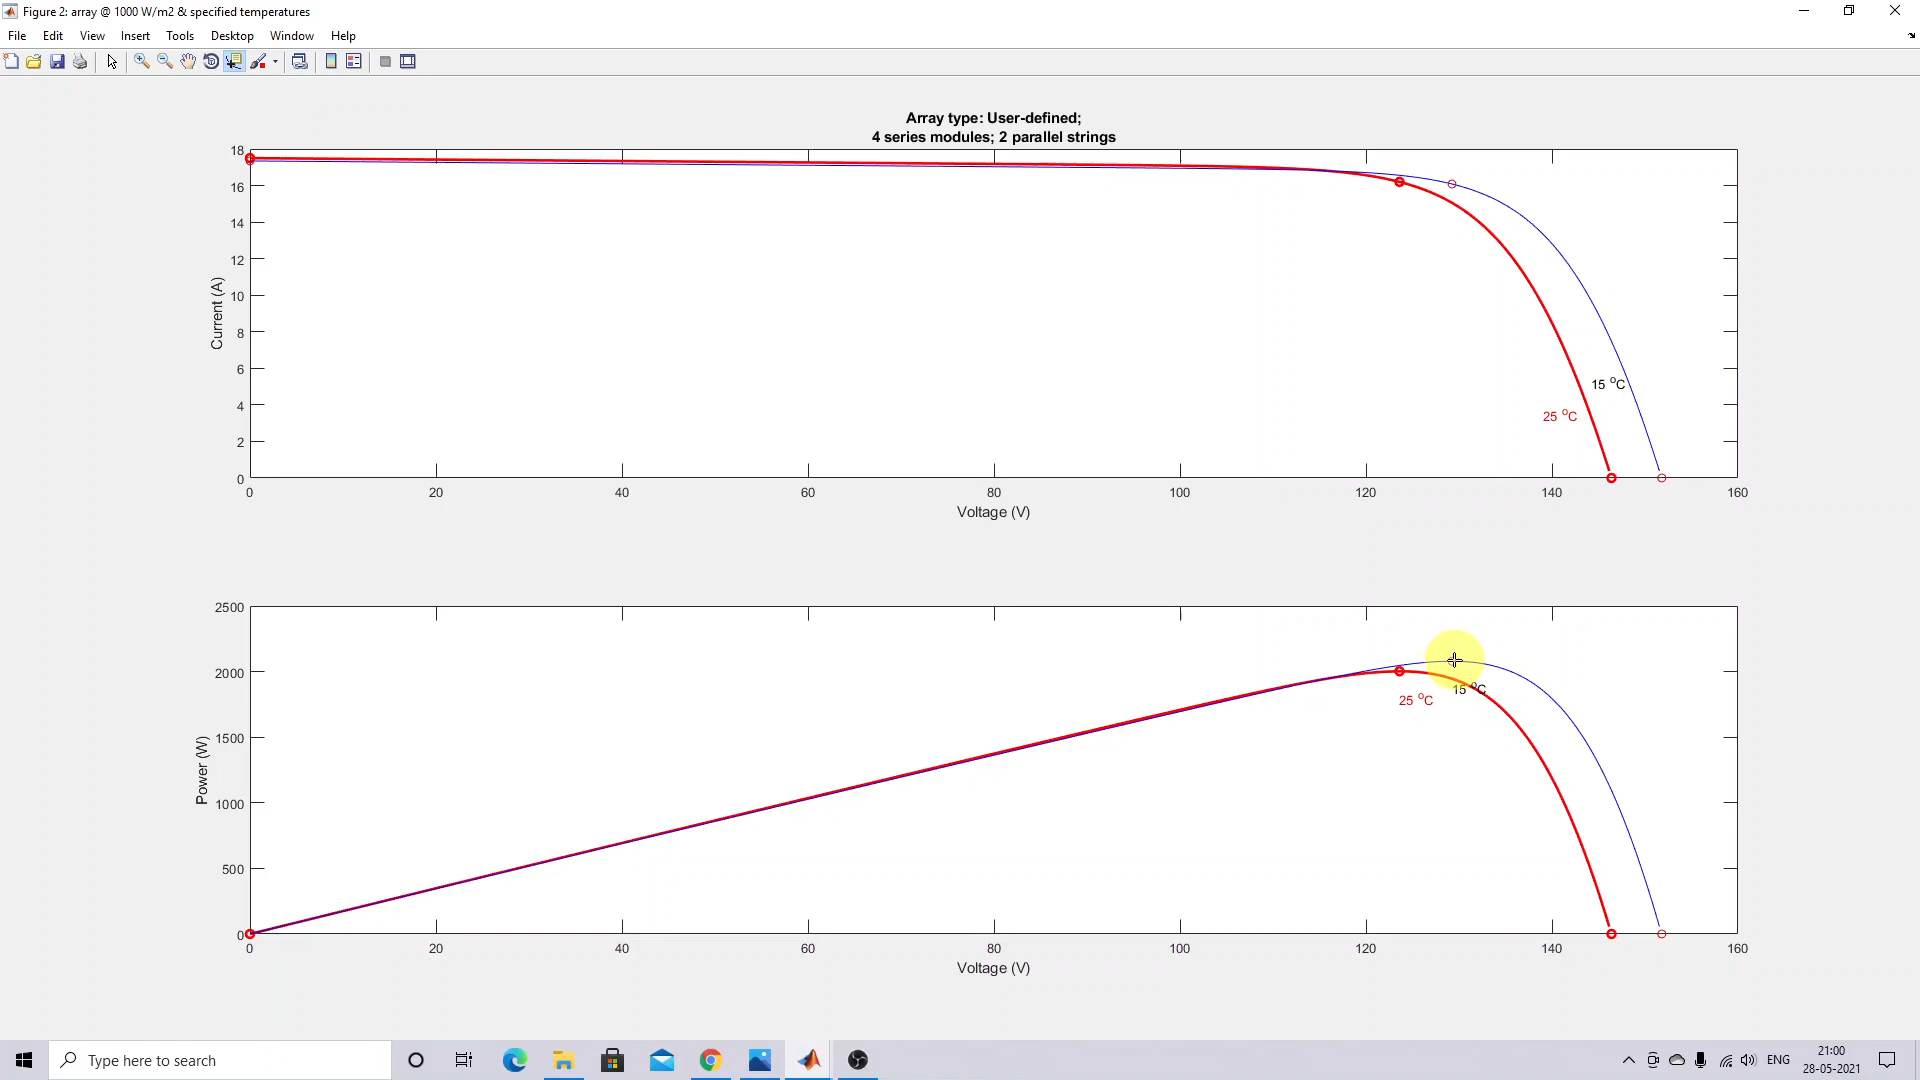 Figure 2: array @ 1000 W/m2 & specified temperatures
File Edit View Insert Tools Desktop Window Help
Array type: User-defined;
4 series modules; 2 parallel strings
18
16
14
12
10
8
6
4
2
0
Current (A)
15 °C
25 °C
0 20 40 60 80 100 120 140 160
Voltage (V)
2500
2000
1500
1000
500
0
Power (W)
15 °C
25 °C
0 20 40 60 80 100 120 140 160
Voltage (V)
Type here to search
ENG
21:00
28-05-2021